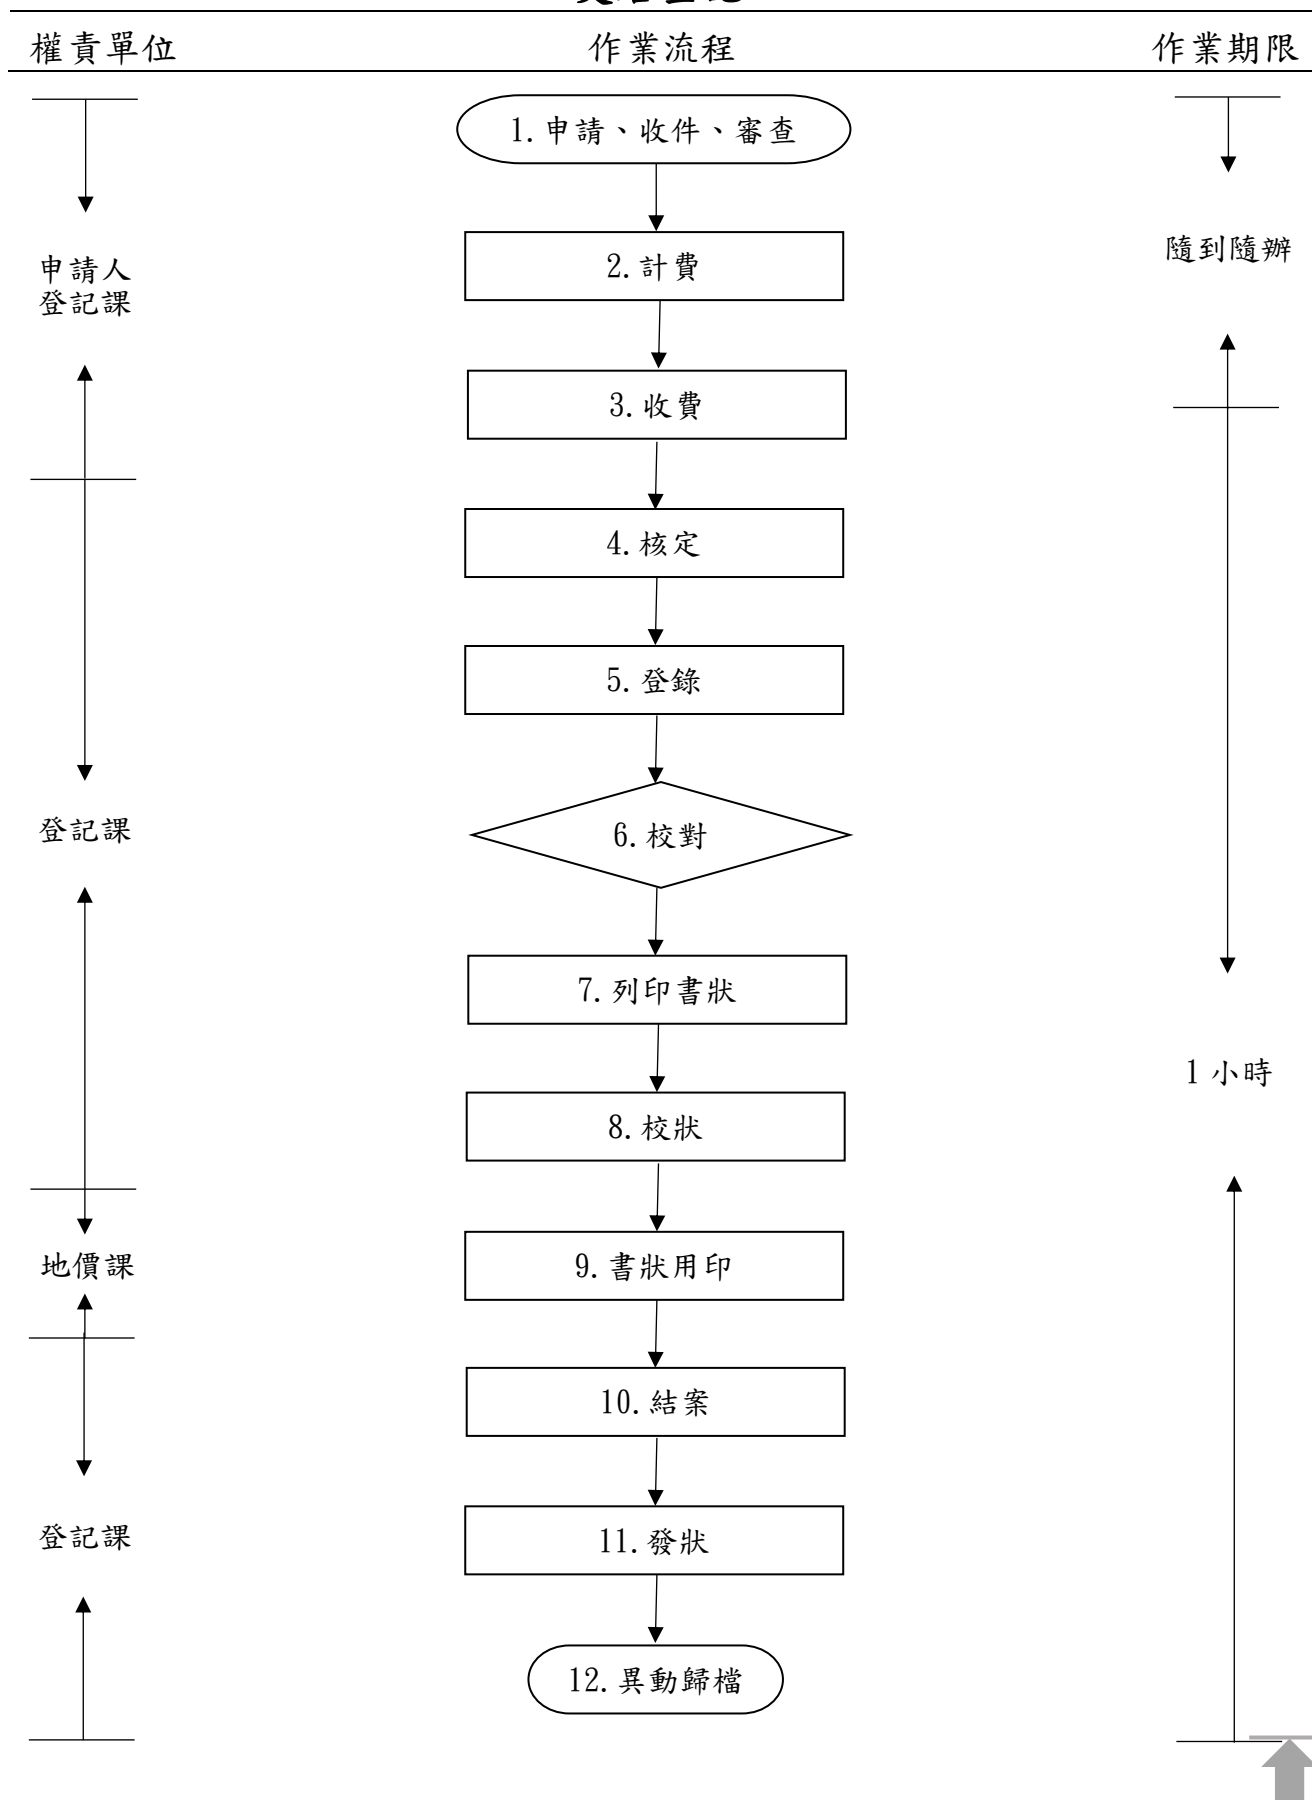 權責單位 作業流程 作業期限
1.申請、收件、審查
2.計費
隨到隨辦
申請人
登記課
3.收費
4.核定
5.登錄
登記課
6.校對
7.列印書狀
1 小時
8.校狀
地價課
9.書狀用印
10.結案
登記課
11.發狀
12.異動歸檔